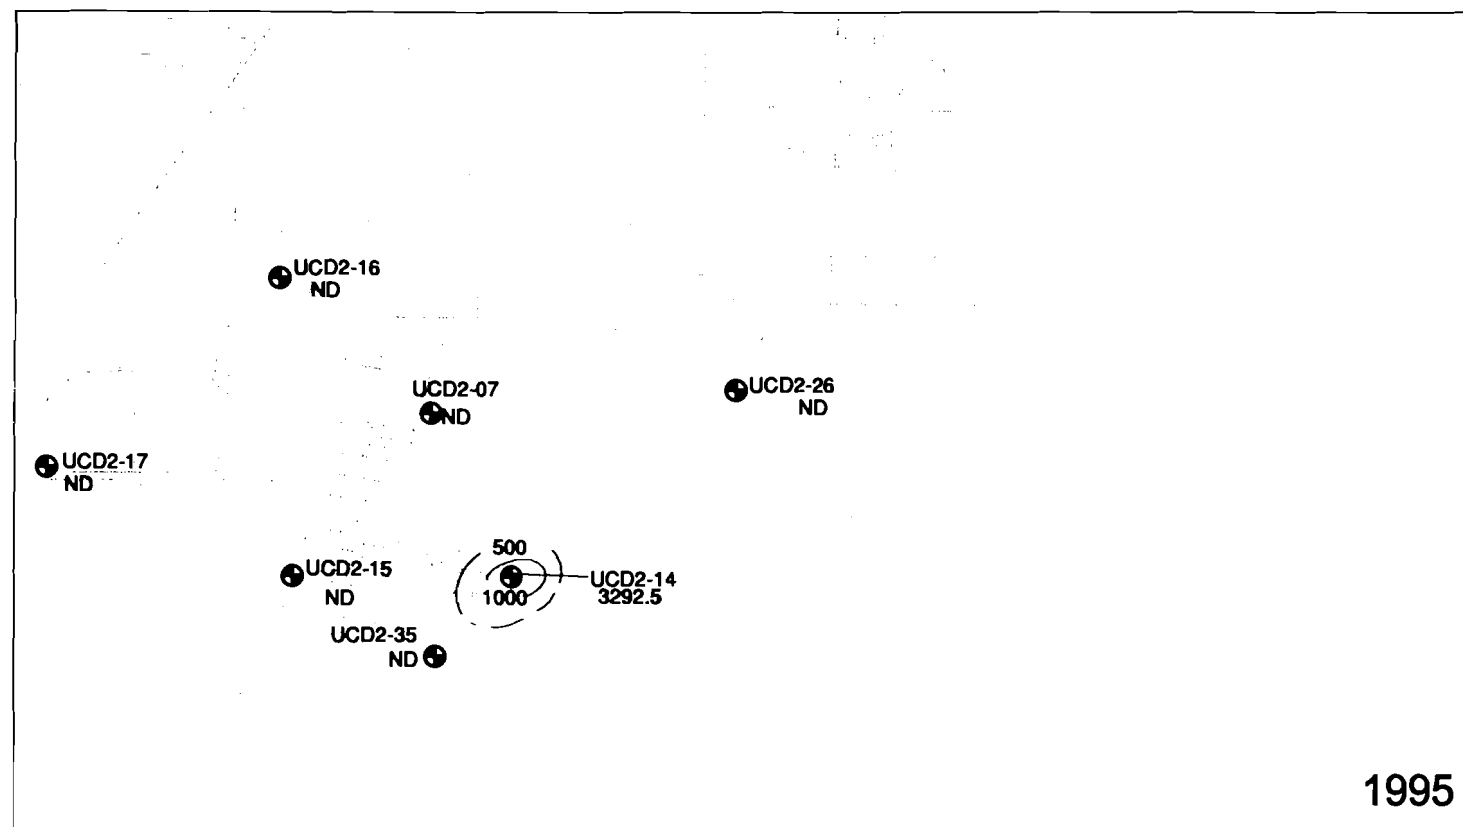 UCD2-16
ND
UCD2-07
ND
UCD2-26
ND
UCD2-17
ND
500
UCD2-15
ND
1000
UCD2-14
3292.5
UCD2-35
ND
1995